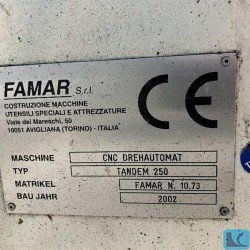 FAMAR S.r.l.
COSTRUZIONE MACCHINE
UTENSILI SPECIALI E ATTREZZATURE
Viale dei Mareschi, 50
10051 AVIGLIANA (TORINO) - ITALIA
CE
MASCHINE CNC DREHAUTOMAT
TYP TANDEM 250
MATRIKEL FAMAR N. 10.73
BAU JAHR 2002